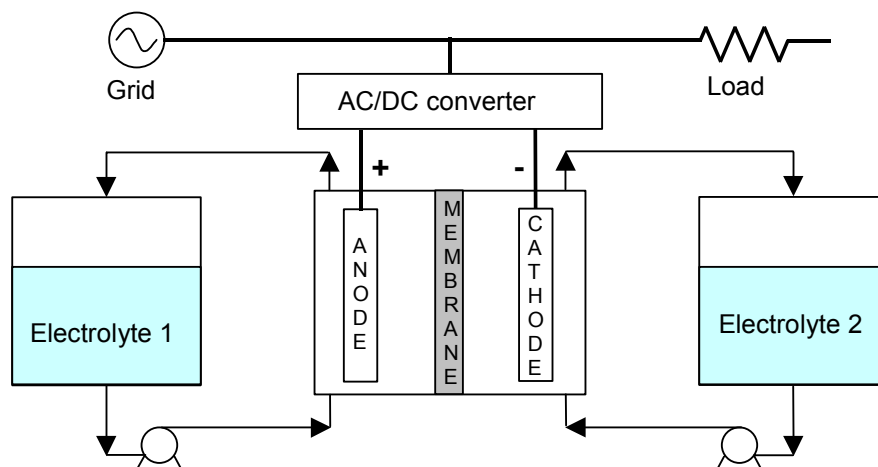 Grid
Load
AC/DC converter
+
-
ANODE
MEMBRANE
CATHODE
Electrolyte 1
Electrolyte 2